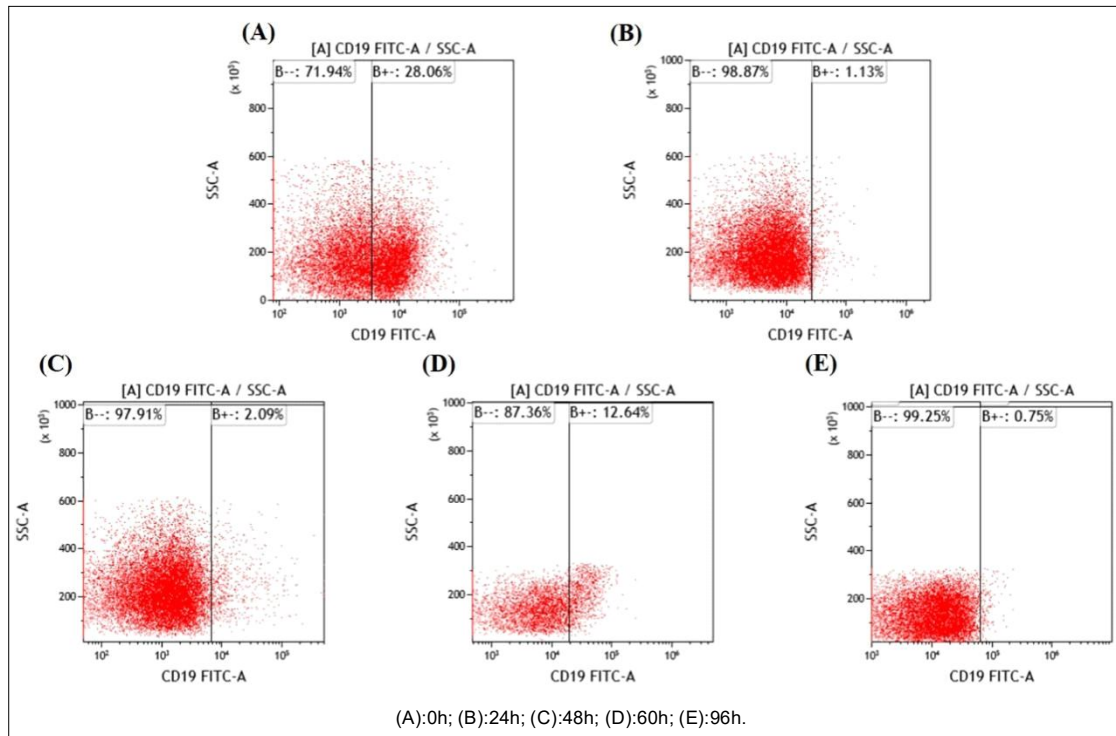 (A)
[A] CD19 FITC-A / SSC-A
B--: 71.94% B+-: 28.06%
(x 10³)
800
600
400
200
0
SSC-A
10² 10³ 10⁴ 10⁵
CD19 FITC-A
(B)
[A] CD19 FITC-A / SSC-A
B--: 98.87% B+-: 1.13%
(x 10³)
1000
800
600
400
200
SSC-A
10³ 10⁴ 10⁵ 10⁶
CD19 FITC-A
(C)
[A] CD19 FITC-A / SSC-A
B--: 97.91% B+-: 2.09%
(x 10³)
1000
800
600
400
200
SSC-A
10² 10³ 10⁴ 10⁵
CD19 FITC-A
(D)
[A] CD19 FITC-A / SSC-A
B--: 87.36% B+-: 12.64%
(x 10³)
1000
800
600
400
200
SSC-A
10³ 10⁴ 10⁵ 10⁶
CD19 FITC-A
(E)
[A] CD19 FITC-A / SSC-A
B--: 99.25% B+-: 0.75%
(x 10³)
1000
800
600
400
200
SSC-A
10³ 10⁴ 10⁵ 10⁶
CD19 FITC-A
(A):0h; (B):24h; (C):48h; (D):60h; (E):96h.